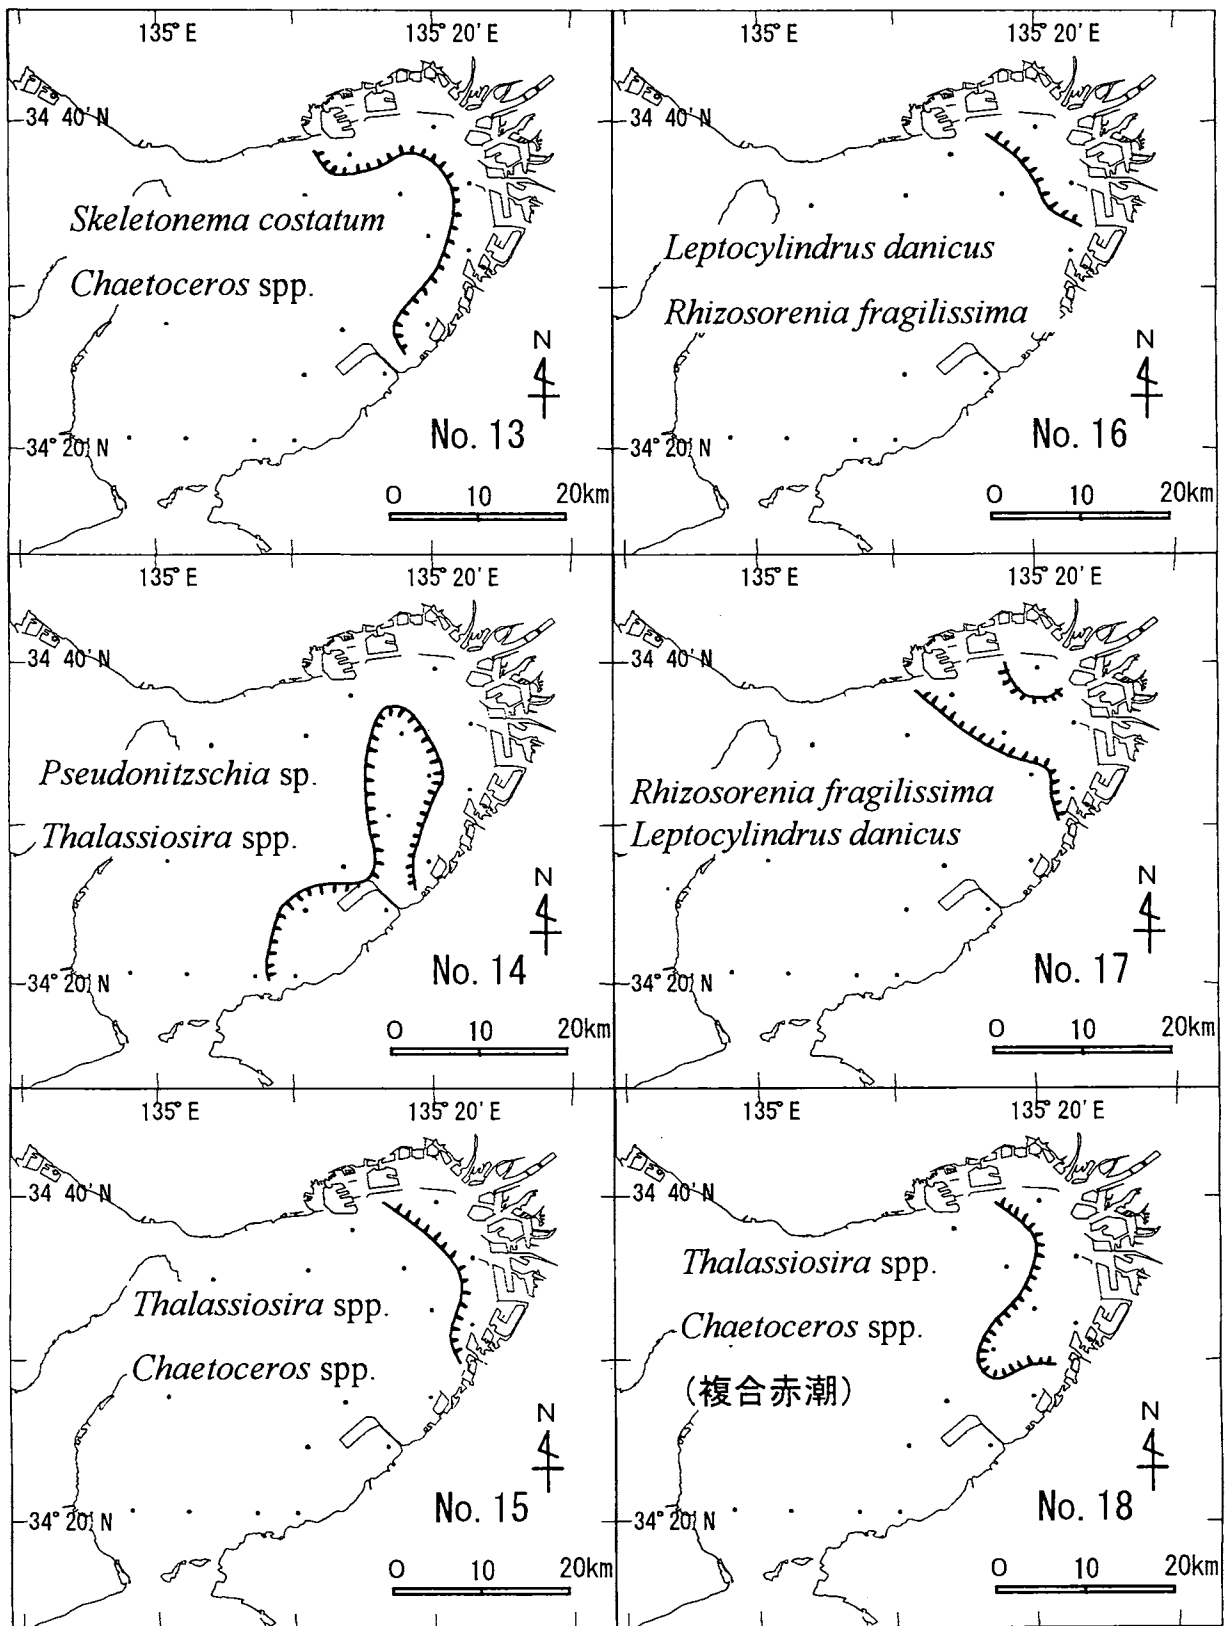 135° E
135° 20' E
34 40' N
Skeletonema costatum
Chaetoceros spp.
N
No. 13
34° 20' N
0 10 20km
135° E
135° 20' E
34 40' N
Leptocylindrus danicus
Rhizosorenia fragilissima
N
No. 16
34° 20' N
0 10 20km
135° E
135° 20' E
34 40' N
Pseudonitzschia sp.
Thalassiosira spp.
N
No. 14
34° 20' N
0 10 20km
135° E
135° 20' E
34 40' N
Rhizosorenia fragilissima
Leptocylindrus danicus
N
No. 17
34° 20' N
0 10 20km
135° E
135° 20' E
34 40' N
Thalassiosira spp.
Chaetoceros spp.
N
No. 15
34° 20' N
0 10 20km
135° E
135° 20' E
34 40' N
Thalassiosira spp.
Chaetoceros spp.
(複合赤潮)
N
No. 18
34° 20' N
0 10 20km